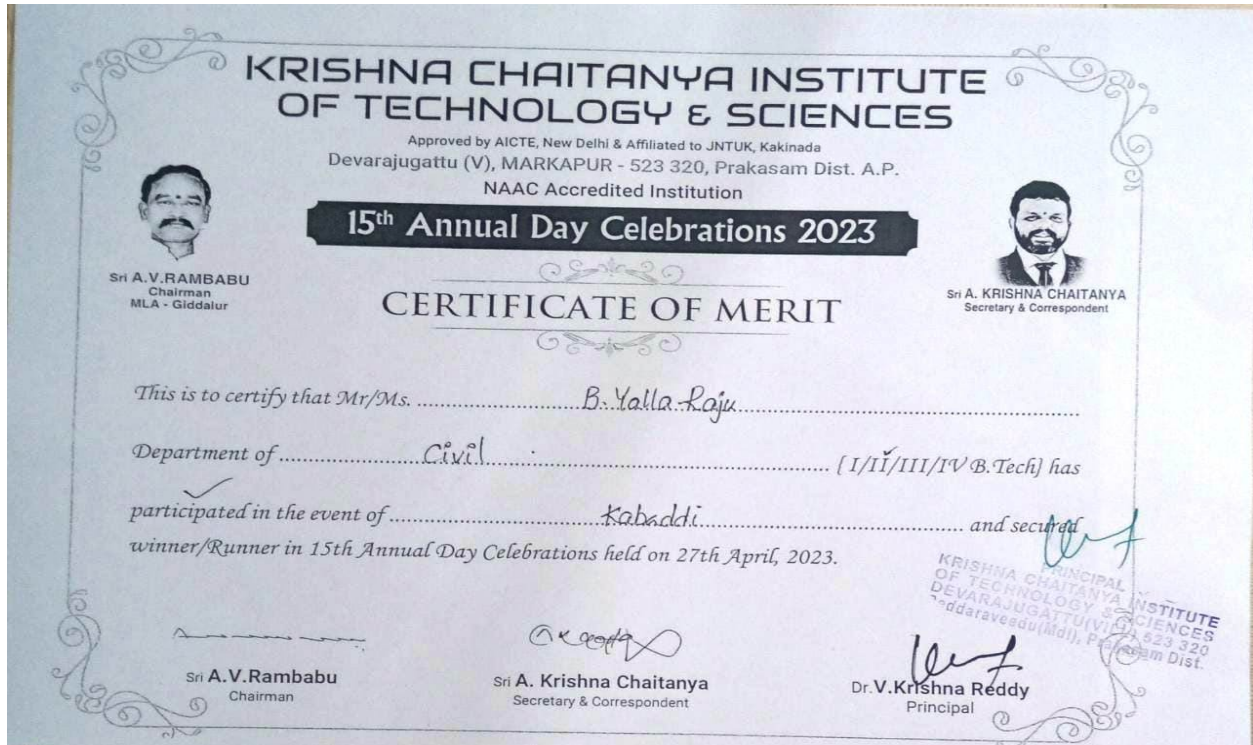 KRISHNA CHAITANYA INSTITUTE
OF TECHNOLOGY & SCIENCES
Approved by AICTE, New Delhi & Affiliated to JNTUK, Kakinada
Devarajugattu (V), MARKAPUR - 523 320, Prakasam Dist. A.P.
NAAC Accredited Institution
15th Annual Day Celebrations 2023
Sri A.V.RAMBABU
Chairman
MLA - Giddalur
Sri A. KRISHNA CHAITANYA
Secretary & Correspondent
CERTIFICATE OF MERIT
This is to certify that Mr/Ms. B. Yalla Raju
Department of Civil [I/II/III/IV B.Tech] has
participated in the event of Kabaddi and secured
winner/Runner in 15th Annual Day Celebrations held on 27th April, 2023.
PRINCIPAL
KRISHNA CHAITANYA INSTITUTE
OF TECHNOLOGY & SCIENCES
DEVARAJUGATTU(Vil), 523 320
Peddaraveedu(Mdl), Prakasam Dist.
Sri A.V.Rambabu
Chairman
Sri A. Krishna Chaitanya
Secretary & Correspondent
Dr.V.Krishna Reddy
Principal